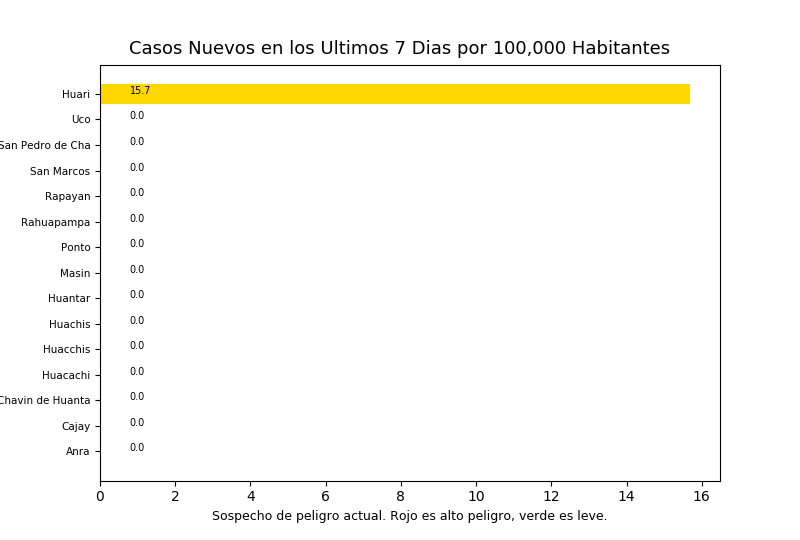 Casos Nuevos en los Ultimos 7 Dias por 100,000 Habitantes
Huari 15.7
Uco 0.0
San Pedro de Cha 0.0
San Marcos 0.0
Rapayan 0.0
Rahuapampa 0.0
Ponto 0.0
Masin 0.0
Huantar 0.0
Huachis 0.0
Huacchis 0.0
Huacachi 0.0
Chavin de Huanta 0.0
Cajay 0.0
Anra 0.0
0 2 4 6 8 10 12 14 16
Sospecho de peligro actual. Rojo es alto peligro, verde es leve.